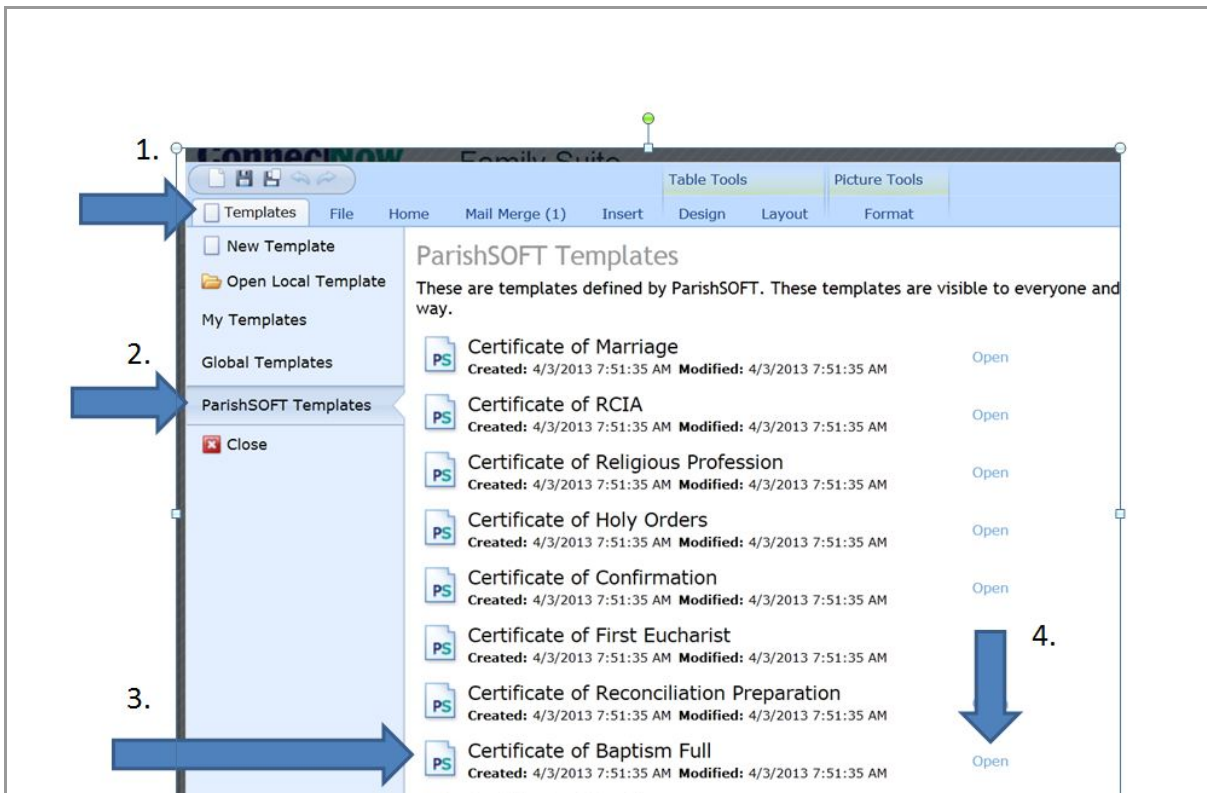 1.
ConnectNow Family Suite
Table Tools Picture Tools
Templates File Home Mail Merge (1) Insert Design Layout Format
New Template
Open Local Template
My Templates
2.
Global Templates
ParishSOFT Templates
Close
ParishSOFT Templates
These are templates defined by ParishSOFT. These templates are visible to everyone and
way.
PS Certificate of Marriage
Created: 4/3/2013 7:51:35 AM Modified: 4/3/2013 7:51:35 AM
Open
PS Certificate of RCIA
Created: 4/3/2013 7:51:35 AM Modified: 4/3/2013 7:51:35 AM
Open
PS Certificate of Religious Profession
Created: 4/3/2013 7:51:35 AM Modified: 4/3/2013 7:51:35 AM
Open
PS Certificate of Holy Orders
Created: 4/3/2013 7:51:35 AM Modified: 4/3/2013 7:51:35 AM
Open
PS Certificate of Confirmation
Created: 4/3/2013 7:51:35 AM Modified: 4/3/2013 7:51:35 AM
Open
PS Certificate of First Eucharist
Created: 4/3/2013 7:51:35 AM Modified: 4/3/2013 7:51:35 AM
4.
3.
PS Certificate of Reconciliation Preparation
Created: 4/3/2013 7:51:35 AM Modified: 4/3/2013 7:51:35 AM
PS Certificate of Baptism Full
Created: 4/3/2013 7:51:35 AM Modified: 4/3/2013 7:51:35 AM
Open